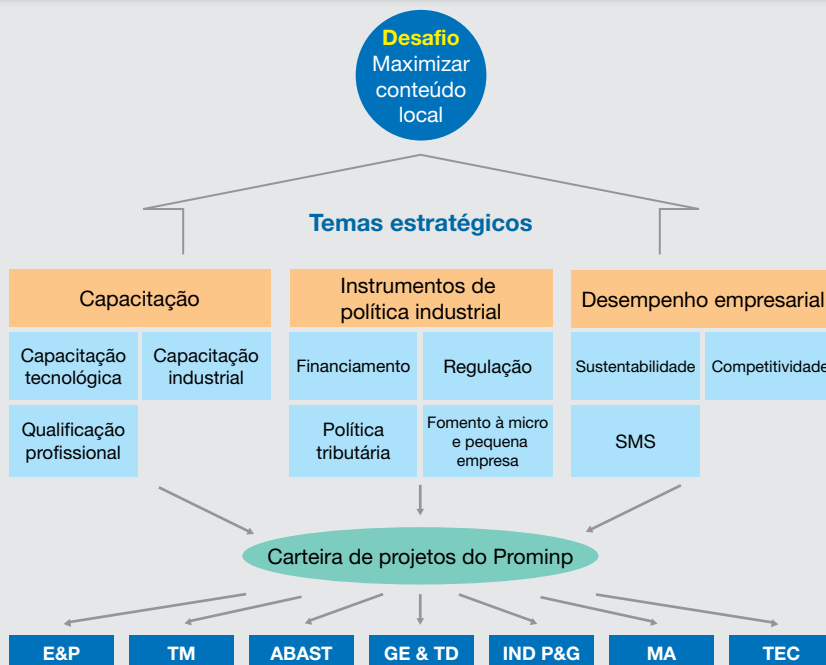 Desafio
Maximizar
conteúdo
local
Temas estratégicos
Capacitação
Instrumentos de
política industrial
Desempenho empresarial
Capacitação
tecnológica
Capacitação
industrial
Financiamento
Regulação
Sustentabilidade
Competitividade
Qualificação
profissional
Política
tributária
Fomento à micro
e pequena
empresa
SMS
Carteira de projetos do Prominp
E&P
TM
ABAST
GE & TD
IND P&G
MA
TEC